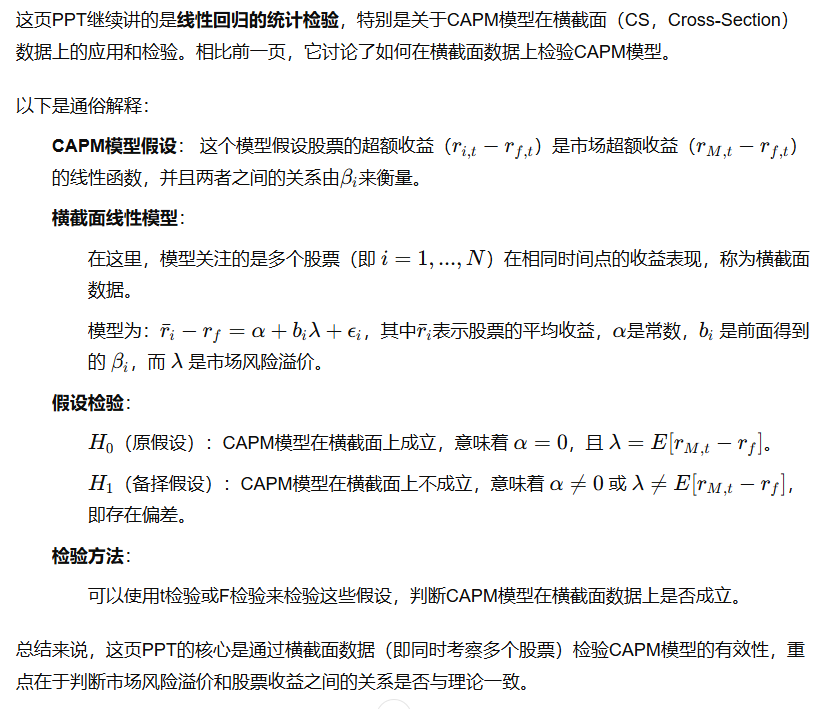 这页PPT继续讲的是线性回归的统计检验，特别是关于CAPM模型在横截面（CS，Cross-Section）
数据上的应用和检验。相比前一页，它讨论了如何在横截面数据上检验CAPM模型。
以下是通俗解释：
CAPM模型假设： 这个模型假设股票的超额收益（$r_{i,t} - r_{f,t}$）是市场超额收益（$r_{M,t} - r_{f,t}$）
的线性函数，并且两者之间的关系由$\beta_i$来衡量。
横截面线性模型：
在这里，模型关注的是多个股票（即 $i = 1, ..., N$）在相同时间点的收益表现，称为横截面
数据。
模型为：$\bar{r}_i - r_f = \alpha + b_i \lambda + \epsilon_i$，其中$\bar{r}_i$表示股票的平均收益，$\alpha$是常数，$b_i$ 是前面得到
的 $\beta_i$，而 $\lambda$ 是市场风险溢价。
假设检验：
$H_0$（原假设）：CAPM模型在横截面上成立，意味着 $\alpha = 0$，且 $\lambda = E[r_{M,t} - r_f]$。
$H_1$（备择假设）：CAPM模型在横截面上不成立，意味着 $\alpha \neq 0$ 或 $\lambda \neq E[r_{M,t} - r_f]$，
即存在偏差。
检验方法：
可以使用t检验或F检验来检验这些假设，判断CAPM模型在横截面数据上是否成立。
总结来说，这页PPT的核心是通过横截面数据（即同时考察多个股票）检验CAPM模型的有效性，重
点在于判断市场风险溢价和股票收益之间的关系是否与理论一致。